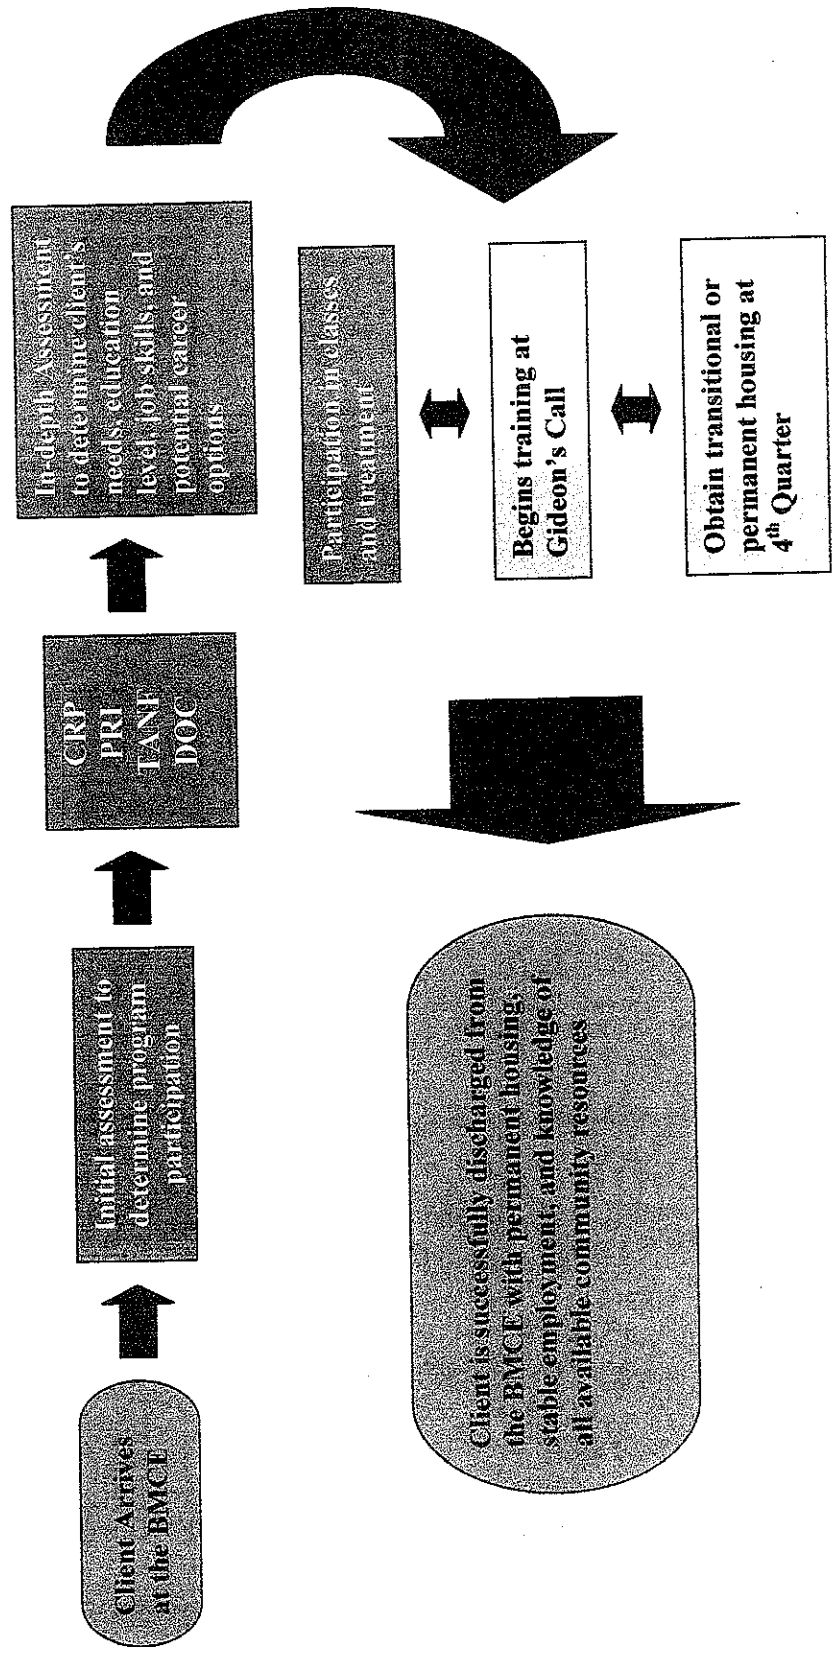 Client Arrives
at the BMCE
Initial assessment to
determine program
participation
CRP
PRI
TANF
DOC
In-depth Assessment
to determine client's
needs, education
level, job skills, and
potential career
options
Participation in classes
and treatment
Begins training at
Gideon's Call
Obtain transitional or
permanent housing at
4th Quarter
Client is successfully discharged from
the BMCE with permanent housing,
stable employment, and knowledge of
all available community resources